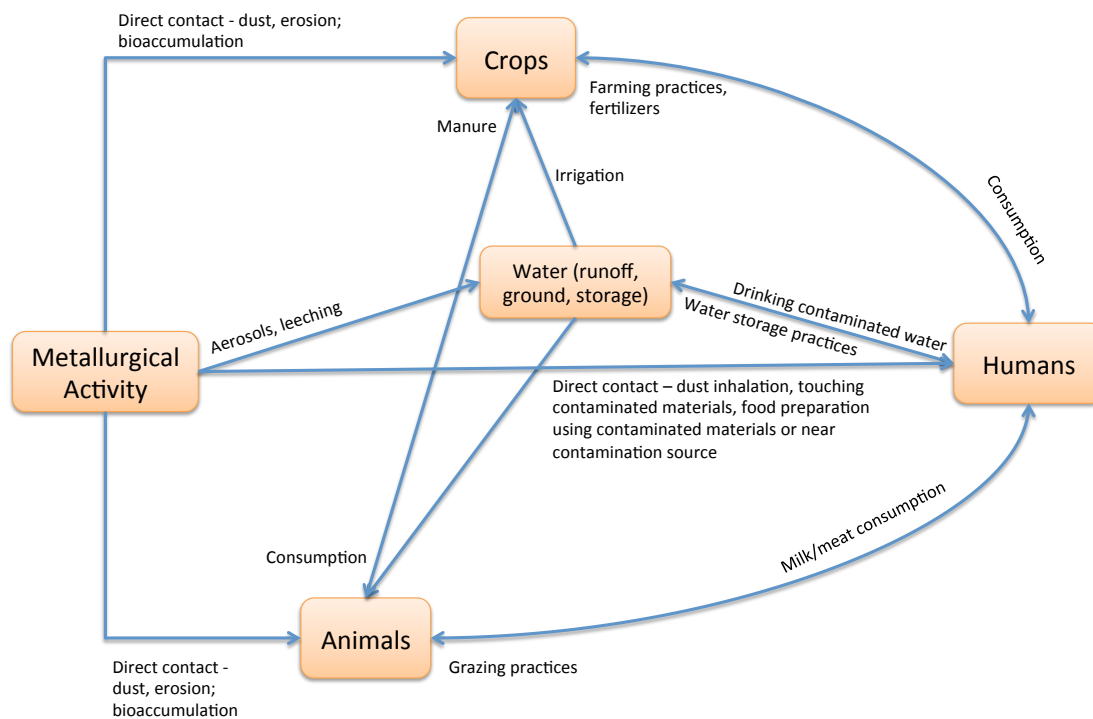 Direct contact - dust, erosion;
bioaccumulation
Crops
Farming practices,
fertilizers
Manure
Irrigation
Consumption
Water (runoff,
ground, storage)
Drinking contaminated water
Water storage practices
Aerosols, leeching
Metallurgical
Activity
Humans
Direct contact – dust inhalation, touching
contaminated materials, food preparation
using contaminated materials or near
contamination source
Milk/meat consumption
Consumption
Animals
Grazing practices
Direct contact -
dust, erosion;
bioaccumulation